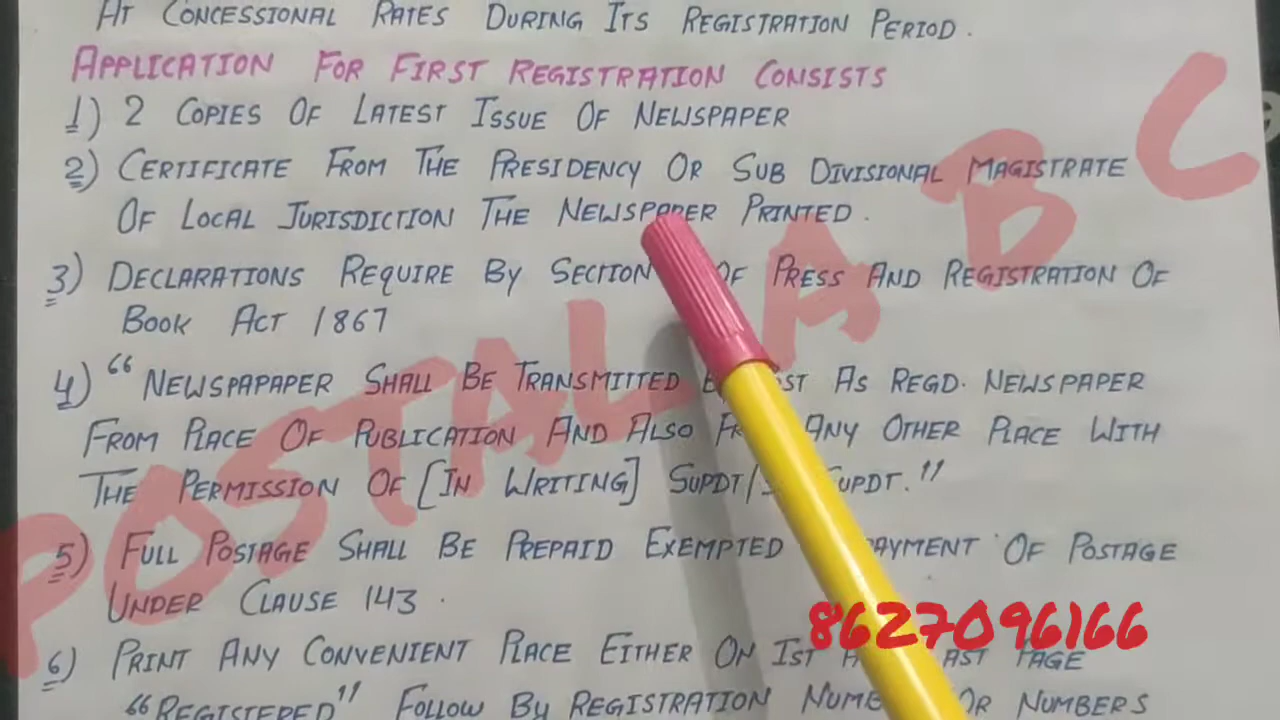 AT CONCESSIONAL RATES DURING ITS REGISTRATION PERIOD.
APPLICATION FOR FIRST REGISTRATION CONSISTS
1) 2 COPIES OF LATEST ISSUE OF NEWSPAPER
2) CERTIFICATE FROM THE PRESIDENCY OR SUB DIVISIONAL MAGISTRATE
OF LOCAL JURISDICTION THE NEWSPAPER PRINTED.
3) DECLARATIONS REQUIRE BY SECTION OF PRESS AND REGISTRATION OF
BOOK ACT 1867
4) "NEWSPAPAPER SHALL BE TRANSMITTED AS REGD. NEWSPAPER
FROM PLACE OF PUBLICATION AND ALSO ANY OTHER PLACE WITH
THE PERMISSION OF [IN WRITING] SUPDT/ SUPDT."
5) FULL POSTAGE SHALL BE PREPAID EXEMPTED PAYMENT OF POSTAGE
UNDER CLAUSE 143.
8627096166
6) PRINT ANY CONVENIENT PLACE EITHER ON IST LAST PAGE
"REGISTERED" FOLLOW BY REGISTRATION NUMBER OR NUMBERS
POSTAL ABC